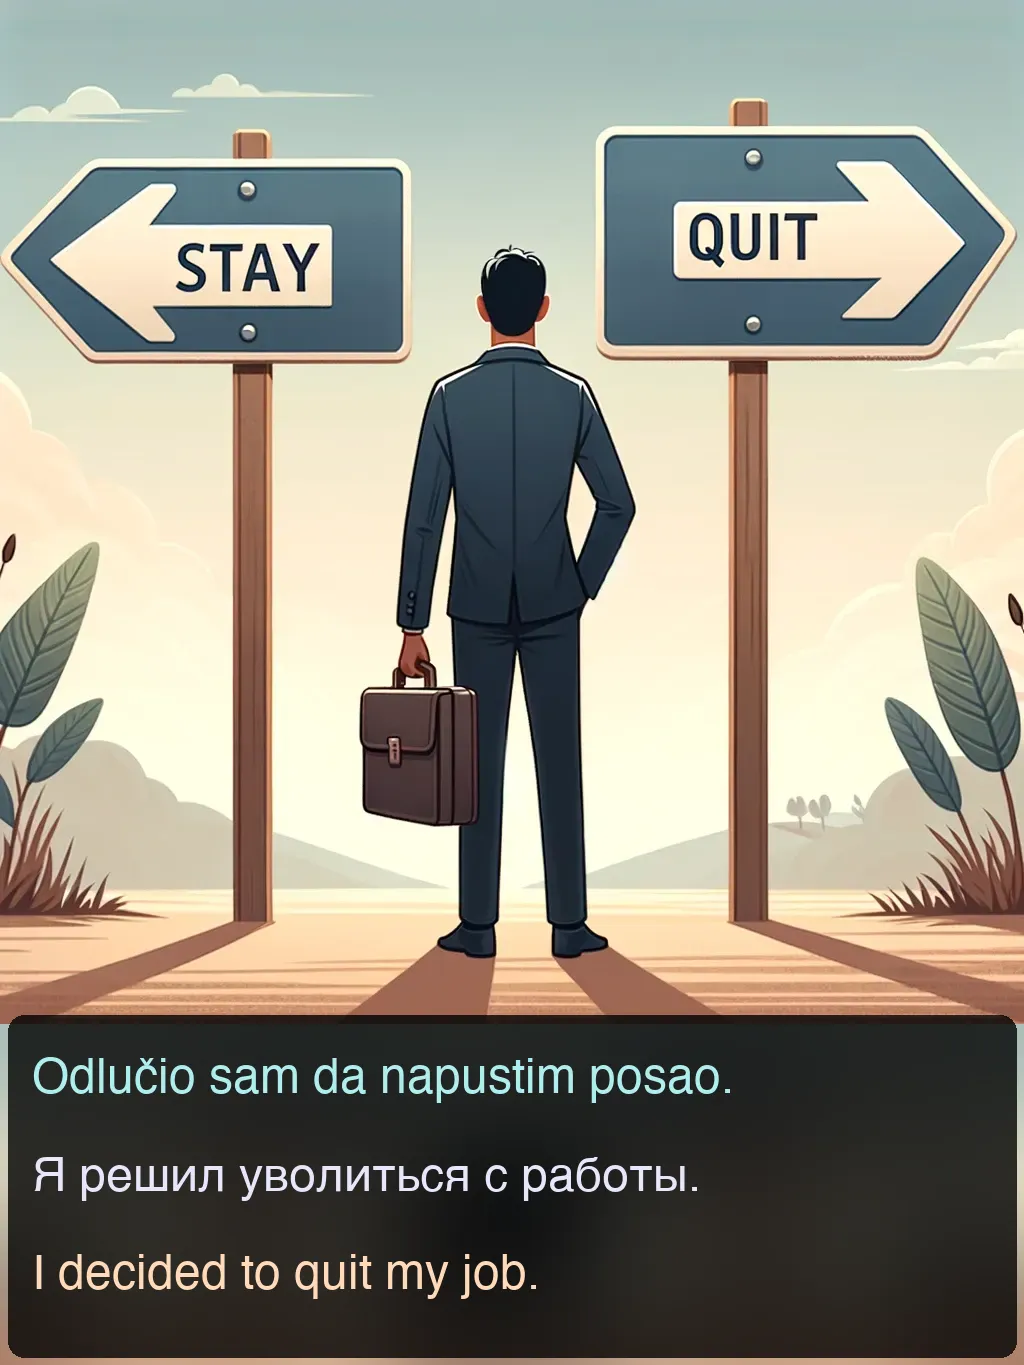 STAY
QUIT
Odlučio sam da napustim posao.
Я решил уволиться с работы.
I decided to quit my job.